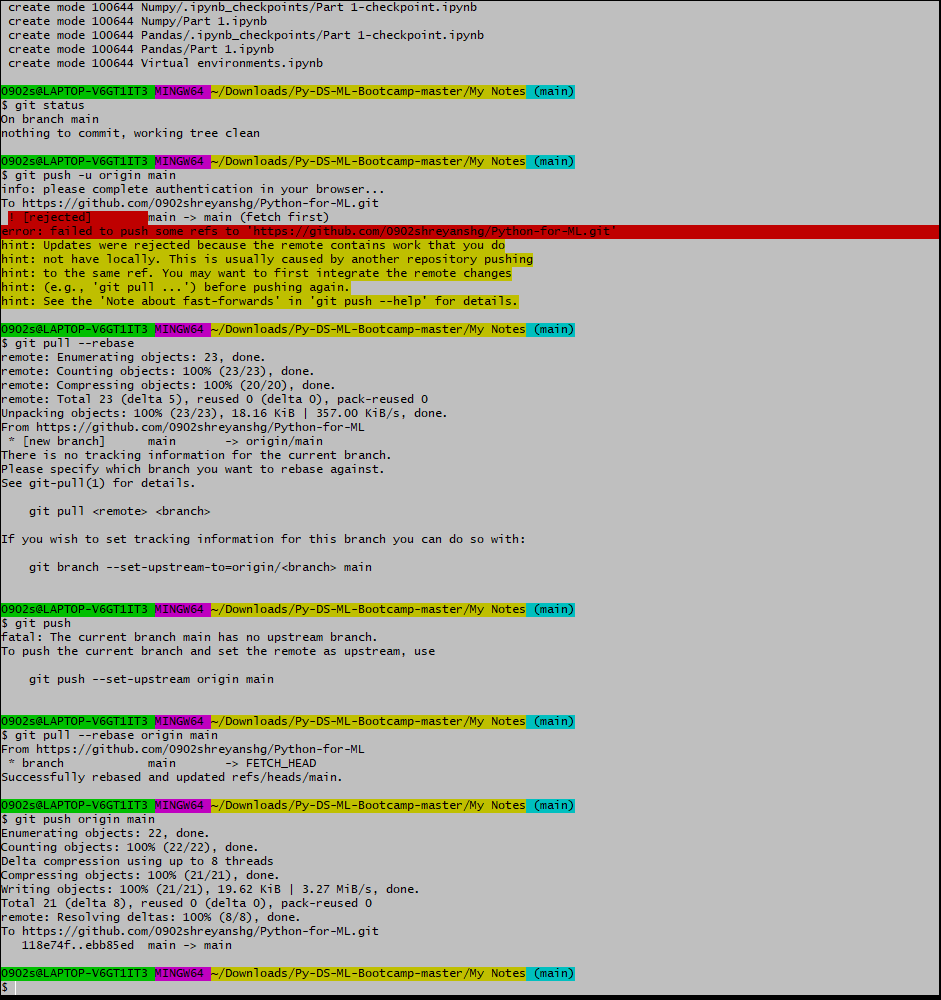 create mode 100644 Numpy/.ipynb_checkpoints/Part 1-checkpoint.ipynb
create mode 100644 Numpy/Part 1.ipynb
create mode 100644 Pandas/.ipynb_checkpoints/Part 1-checkpoint.ipynb
create mode 100644 Pandas/Part 1.ipynb
create mode 100644 Virtual environments.ipynb
0902s@LAPTOP-V6GT1IT3 MINGW64 ~/Downloads/Py-DS-ML-Bootcamp-master/My Notes (main)
$ git status
On branch main
nothing to commit, working tree clean
0902s@LAPTOP-V6GT1IT3 MINGW64 ~/Downloads/Py-DS-ML-Bootcamp-master/My Notes (main)
$ git push -u origin main
info: please complete authentication in your browser...
To https://github.com/0902shreyanshg/Python-for-ML.git
! [rejected]        main -> main (fetch first)
error: failed to push some refs to 'https://github.com/0902shreyanshg/Python-for-ML.git'
hint: Updates were rejected because the remote contains work that you do
hint: not have locally. This is usually caused by another repository pushing
hint: to the same ref. You may want to first integrate the remote changes
hint: (e.g., 'git pull ...') before pushing again.
hint: See the 'Note about fast-forwards' in 'git push --help' for details.
0902s@LAPTOP-V6GT1IT3 MINGW64 ~/Downloads/Py-DS-ML-Bootcamp-master/My Notes (main)
$ git pull --rebase
remote: Enumerating objects: 23, done.
remote: Counting objects: 100% (23/23), done.
remote: Compressing objects: 100% (20/20), done.
remote: Total 23 (delta 5), reused 0 (delta 0), pack-reused 0
Unpacking objects: 100% (23/23), 18.16 KiB | 357.00 KiB/s, done.
From https://github.com/0902shreyanshg/Python-for-ML
* [new branch]      main       -> origin/main
There is no tracking information for the current branch.
Please specify which branch you want to rebase against.
See git-pull(1) for details.
git pull <remote> <branch>
If you wish to set tracking information for this branch you can do so with:
git branch --set-upstream-to=origin/<branch> main
0902s@LAPTOP-V6GT1IT3 MINGW64 ~/Downloads/Py-DS-ML-Bootcamp-master/My Notes (main)
$ git push
fatal: The current branch main has no upstream branch.
To push the current branch and set the remote as upstream, use
git push --set-upstream origin main
0902s@LAPTOP-V6GT1IT3 MINGW64 ~/Downloads/Py-DS-ML-Bootcamp-master/My Notes (main)
$ git pull --rebase origin main
From https://github.com/0902shreyanshg/Python-for-ML
* branch            main       -> FETCH_HEAD
Successfully rebased and updated refs/heads/main.
0902s@LAPTOP-V6GT1IT3 MINGW64 ~/Downloads/Py-DS-ML-Bootcamp-master/My Notes (main)
$ git push origin main
Enumerating objects: 22, done.
Counting objects: 100% (22/22), done.
Delta compression using up to 8 threads
Compressing objects: 100% (21/21), done.
Writing objects: 100% (21/21), 19.62 KiB | 3.27 MiB/s, done.
Total 21 (delta 8), reused 0 (delta 0), pack-reused 0
remote: Resolving deltas: 100% (8/8), done.
To https://github.com/0902shreyanshg/Python-for-ML.git
118e74f..ebb85ed  main -> main
0902s@LAPTOP-V6GT1IT3 MINGW64 ~/Downloads/Py-DS-ML-Bootcamp-master/My Notes (main)
$